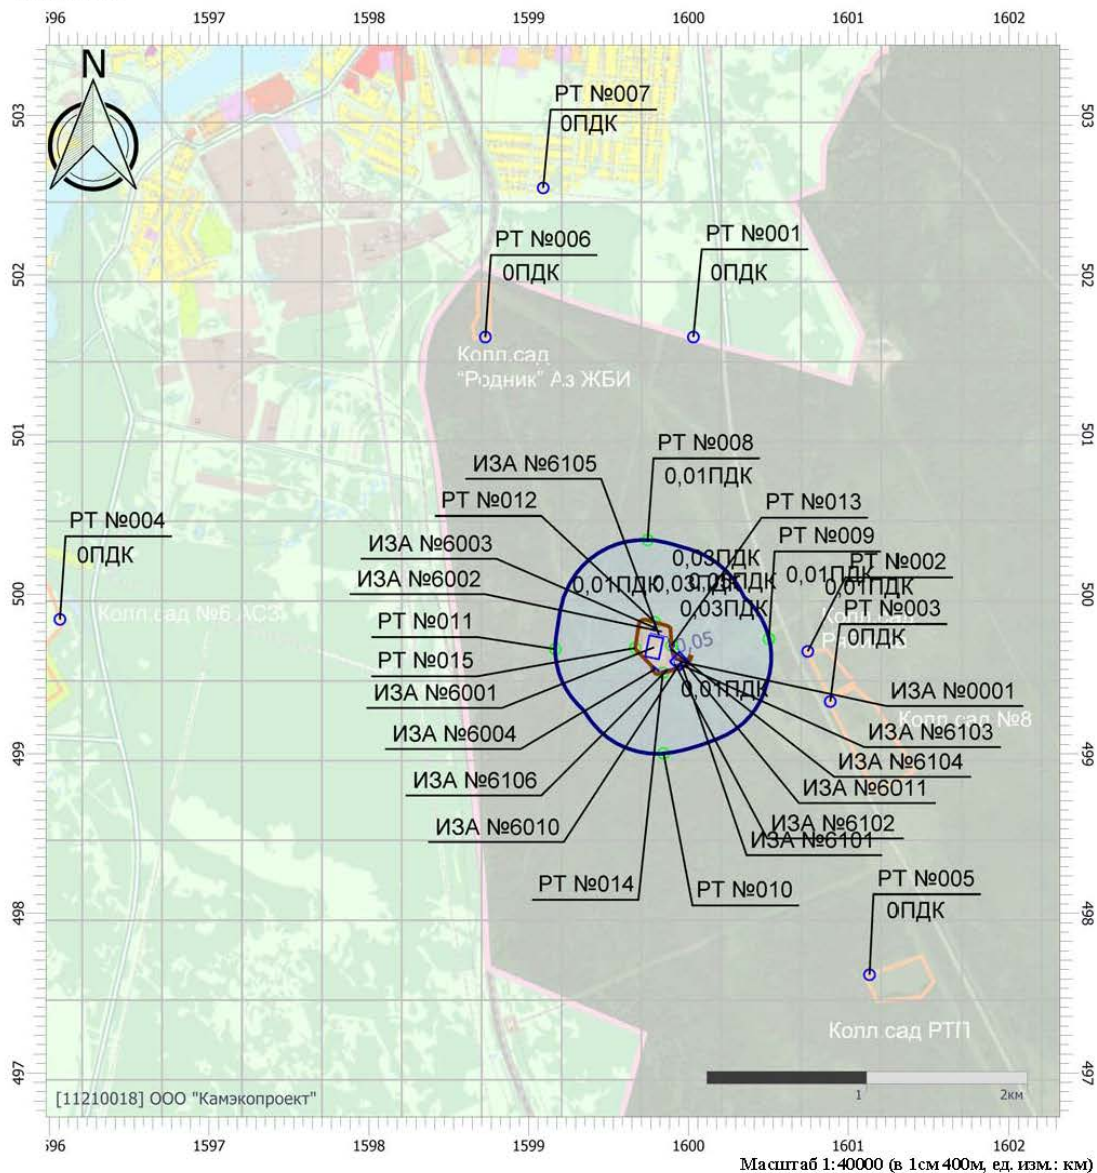 596 1597 1598 1599 1600 1601 1602
N
503 503
РТ №007
0ПДК
РТ №006
0ПДК
РТ №001
0ПДК
502 502
Колл.сад
"Родник" Аз ЖБИ
501 501
ИЗА №6105
РТ №008
0,01ПДК
РТ №012
РТ №013
РТ №004
0ПДК
ИЗА №6003
РТ №009
0,01ПДК
ИЗА №6002
РТ №002
0,01ПДК
0,03ПДК
0,01ПДК
0,03ПДК
500 500
Колл.сад №6 АСЗ
РТ №003
0ПДК
РТ №011
0,05
РТ №015
0,01ПДК
ИЗА №6001
ИЗА №0001
Колл.сад №8
ИЗА №6004
ИЗА №6103
499 499
ИЗА №6104
ИЗА №6106
ИЗА №6011
ИЗА №6010
ИЗА №6102
ИЗА №6101
РТ №014
РТ №010
РТ №005
0ПДК
498 498
Колл.сад РТП
497 497
[11210018] ООО "Камэкопроект"
1 2км
596 1597 1598 1599 1600 1601 1602
Масштаб 1:40000 (в 1см 400м, ед. изм.: км)